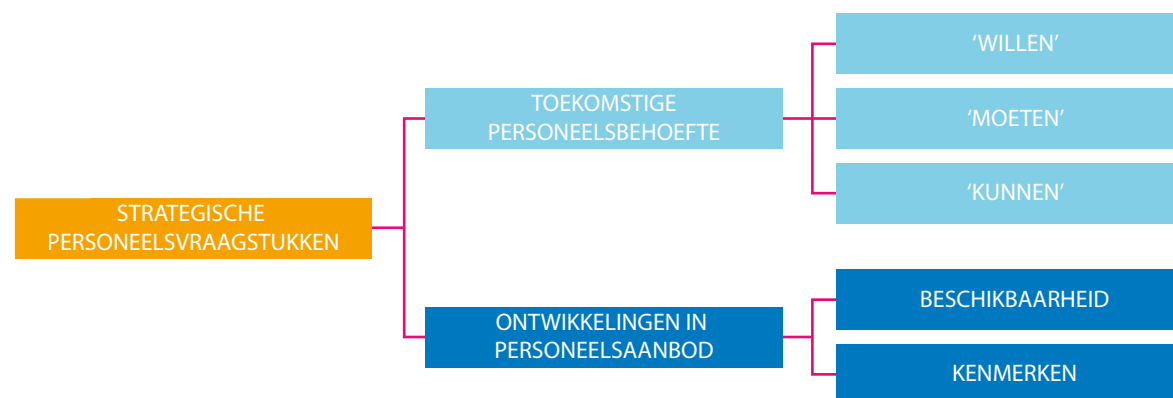 STRATEGISCHE
PERSONEELSVRAAGSTUKKEN
TOEKOMSTIGE
PERSONEELSBEHOEFTE
‘WILLEN’
‘MOETEN’
‘KUNNEN’
ONTWIKKELINGEN IN
PERSONEELSAANBOD
BESCHIKBAARHEID
KENMERKEN